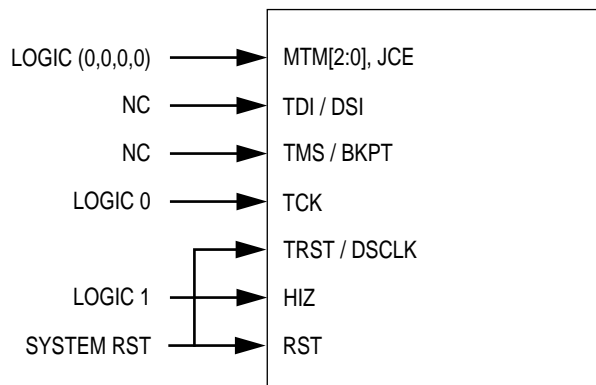 LOGIC (0,0,0,0) MTM[2:0], JCE
NC TDI / DSI
NC TMS / BKPT
LOGIC 0 TCK
TRST / DSCLK
LOGIC 1 HIZ
SYSTEM RST RST